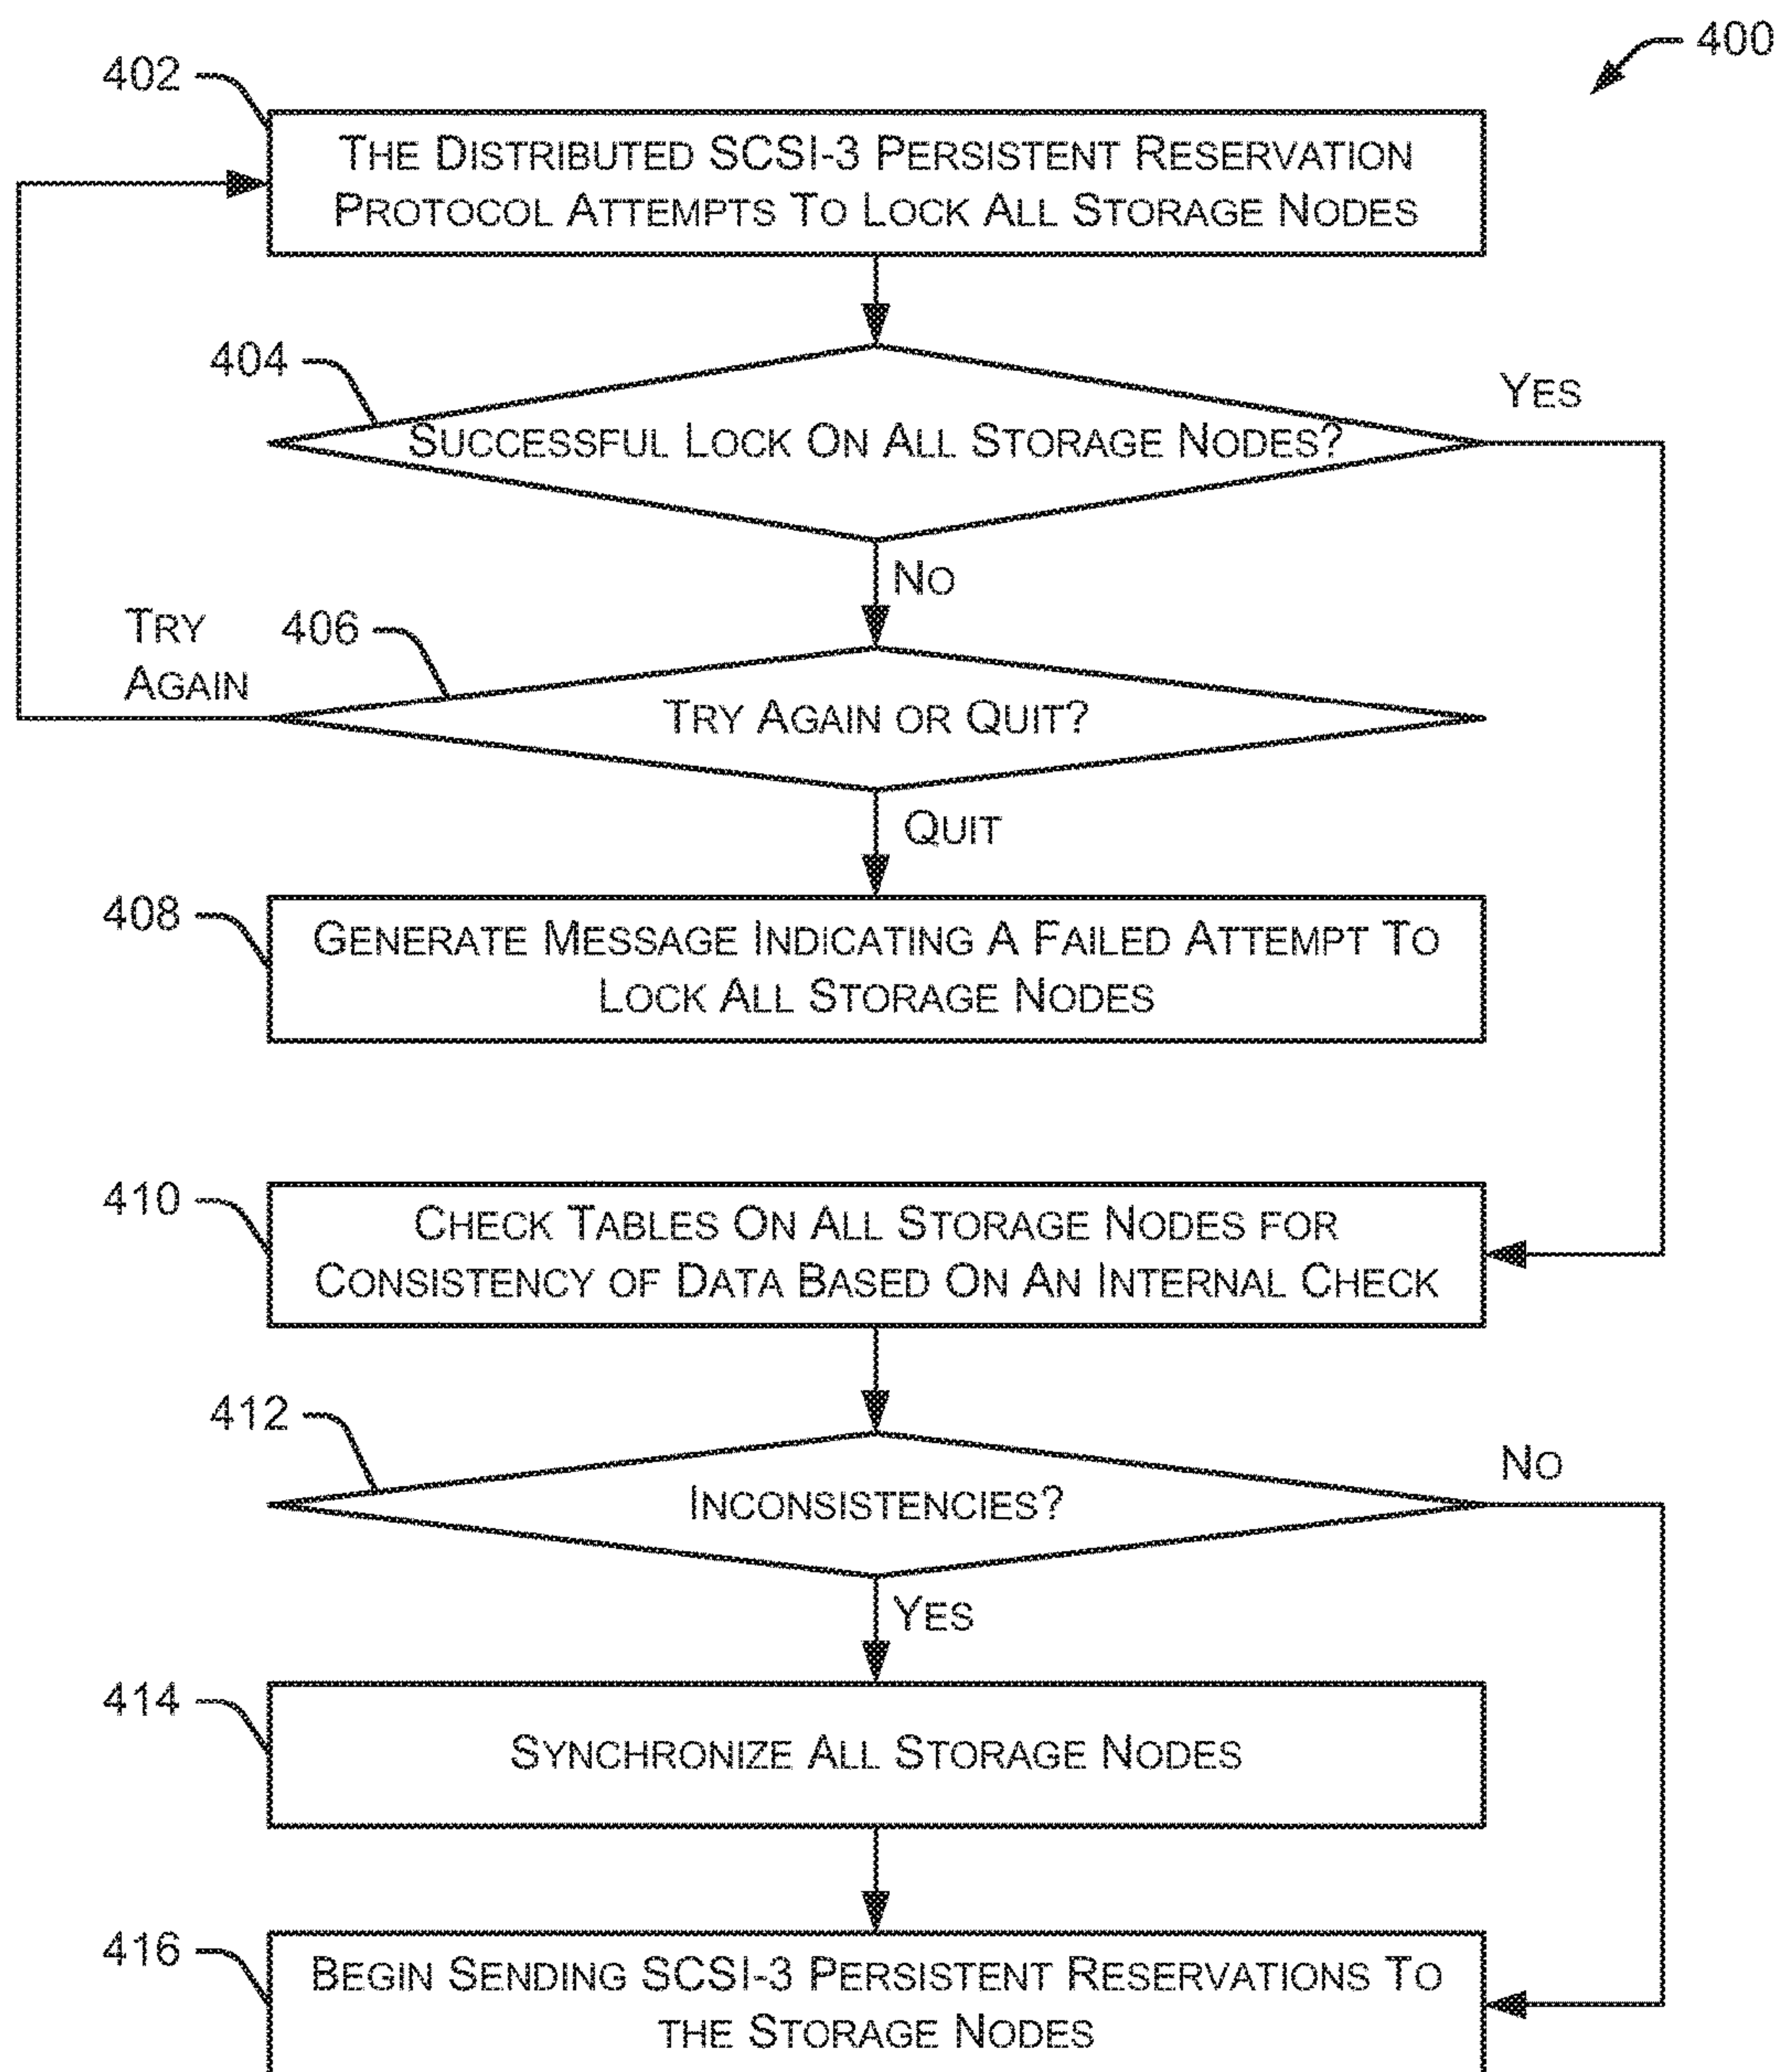 400
402
THE DISTRIBUTED SCSI-3 PERSISTENT RESERVATION
PROTOCOL ATTEMPTS TO LOCK ALL STORAGE NODES
404
YES
SUCCESSFUL LOCK ON ALL STORAGE NODES?
NO
TRY
AGAIN
406
TRY AGAIN OR QUIT?
QUIT
408
GENERATE MESSAGE INDICATING A FAILED ATTEMPT TO
LOCK ALL STORAGE NODES
410
CHECK TABLES ON ALL STORAGE NODES FOR
CONSISTENCY OF DATA BASED ON AN INTERNAL CHECK
412
NO
INCONSISTENCIES?
YES
414
SYNCHRONIZE ALL STORAGE NODES
416
BEGIN SENDING SCSI-3 PERSISTENT RESERVATIONS TO
THE STORAGE NODES